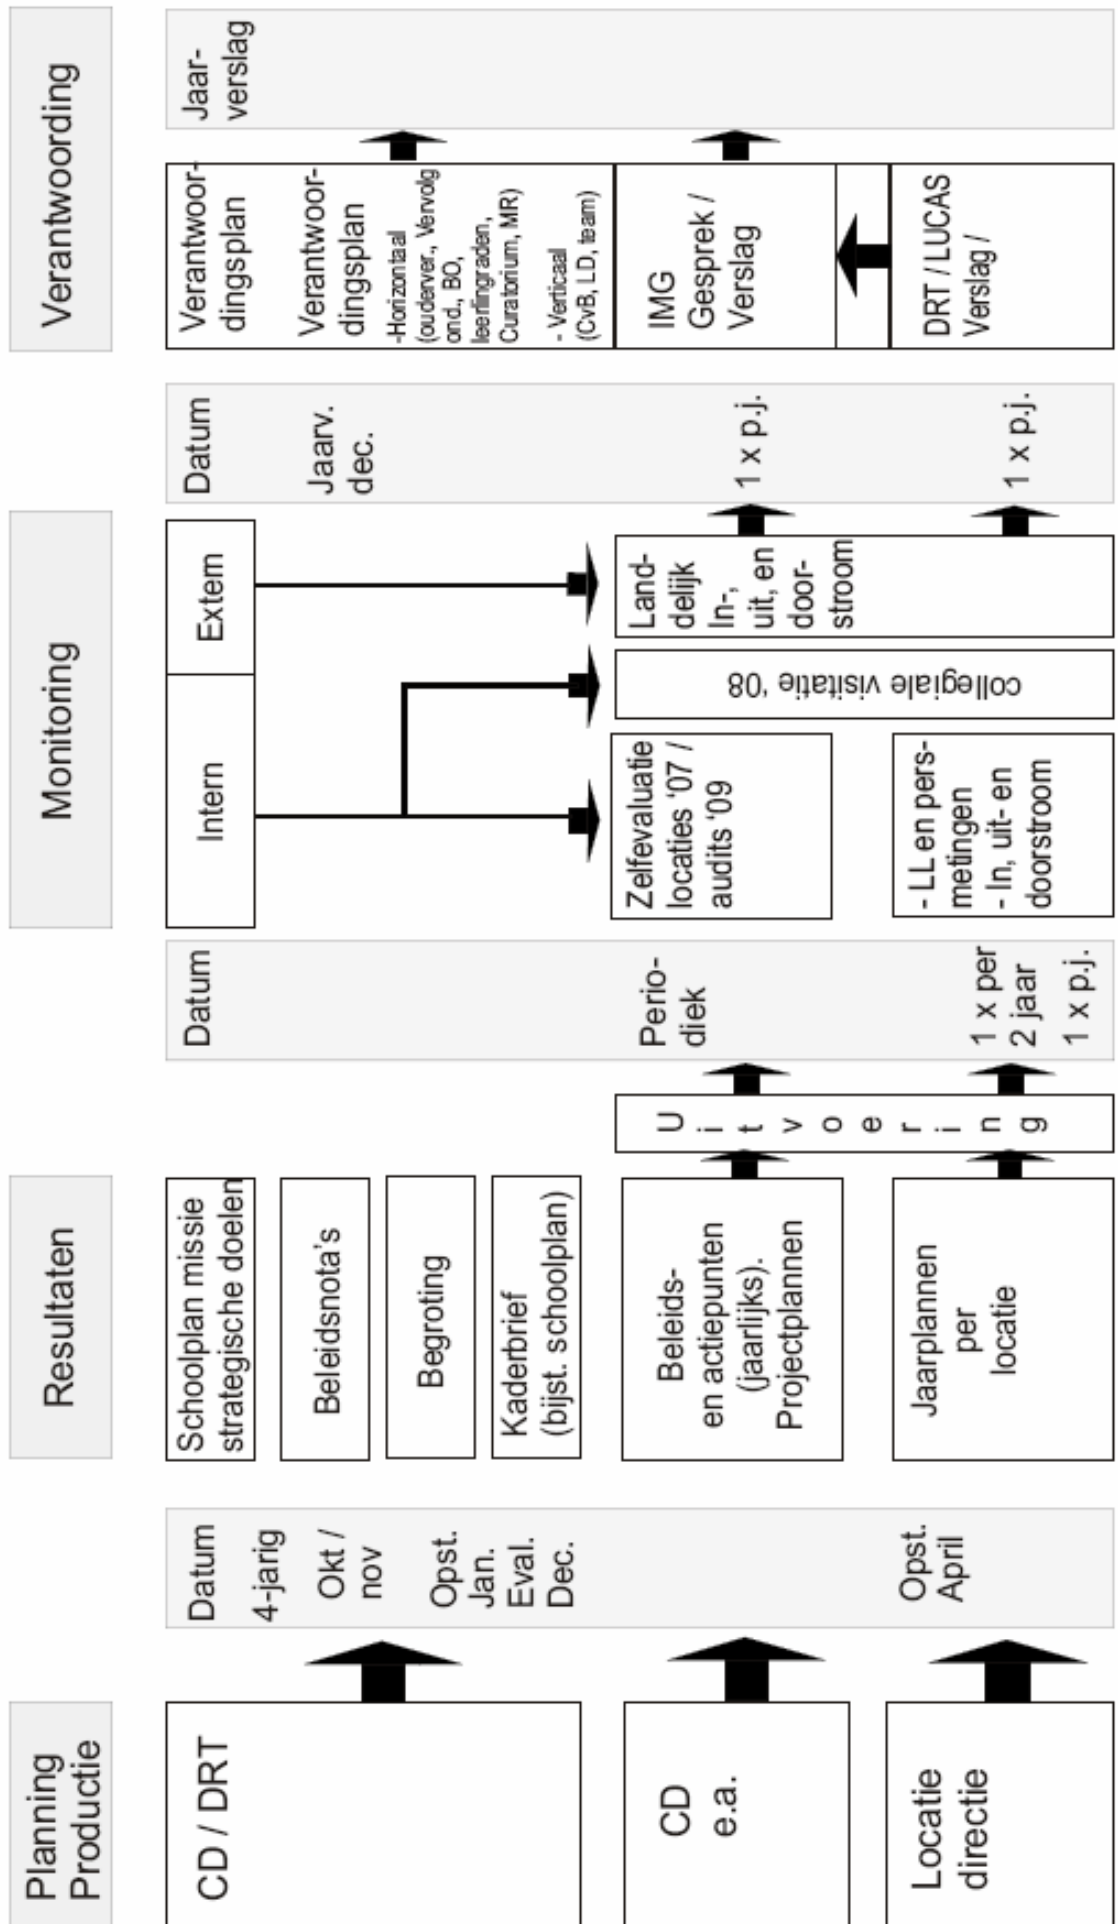 Planning
Productie
CD / DRT
CD
e.a.
Locatie
directie
Datum
4-jarig
Okt /
nov
Opst.
Jan.
Eval.
Dec.
Opst.
April
Resultaten
Schoolplan missie
strategische doelen
Beleidsnota's
Begroting
Kaderbrief
(bijst. schoolplan)
Beleids-
en actiepunten
(jaarlijks).
Projectplannen
Jaarplannen
per
locatie
U
i
t
v
o
e
r
i
n
g
Datum
Perio-
diek
1 x per
2 jaar
1 x p.j.
Monitoring
Intern
Extern
Zelfevaluatie
locaties '07 /
audits '09
- LL en pers-
metingen
- In, uit- en
doorstroom
collegiale visitatie '08
Land-
delijk
In-,
uit, en
door-
stroom
Datum
Jaarv.
dec.
1 x p.j.
1 x p.j.
Verantwoording
Verantwoor-
dingsplan
Verantwoor-
dingsplan
-Horizontaal
(ouderver., Vervolg
ond., BO,
leerlingraden,
Curatorium, MR)
- Verticaal
(CvB, LD, team)
IMG
Gesprek /
Verslag
DRT / LUCAS
Verslag /
Jaar-
verslag